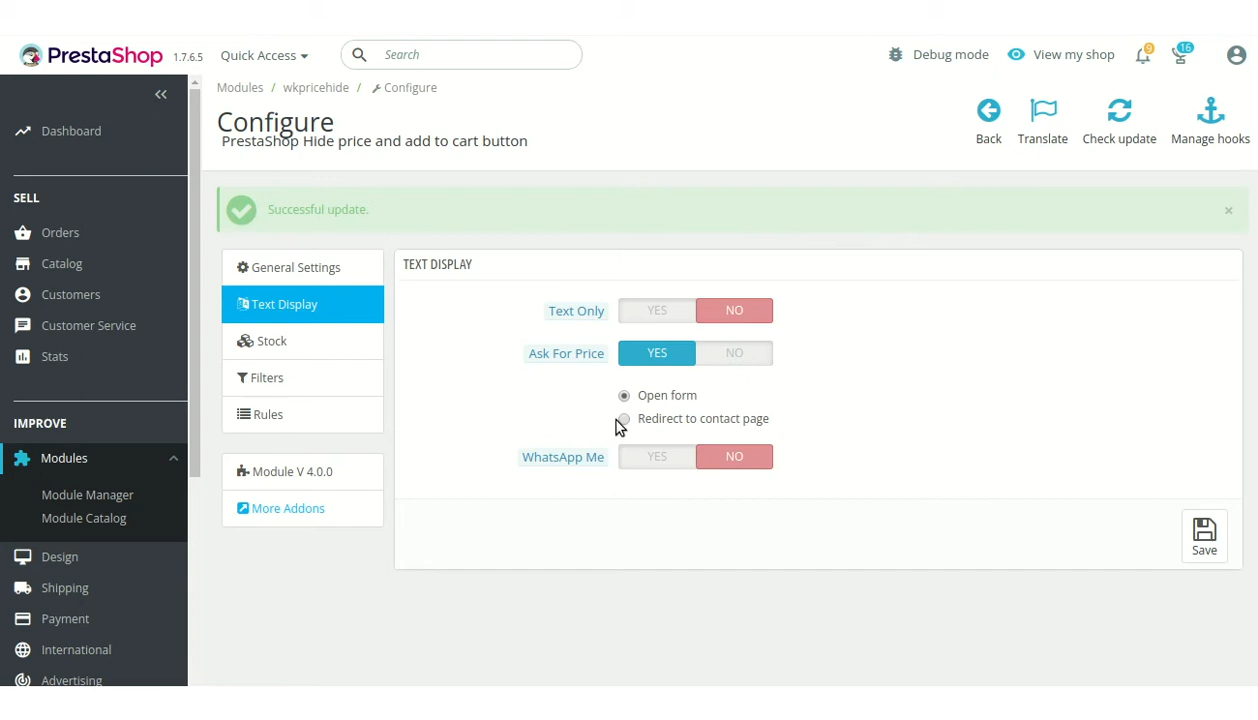 PrestaShop 1.7.6.5 Quick Access Search Debug mode View my shop 9 16
Modules / wkpricehide / Configure
Configure
PrestaShop Hide price and add to cart button
Back Translate Check update Manage hooks
Dashboard
SELL
Orders
Catalog
Customers
Customer Service
Stats
IMPROVE
Modules
Module Manager
Module Catalog
Design
Shipping
Payment
International
Advertising
Successful update. ×
General Settings
Text Display
Stock
Filters
Rules
Module V 4.0.0
More Addons
TEXT DISPLAY
Text Only YES NO
Ask For Price YES NO
Open form
Redirect to contact page
WhatsApp Me YES NO
Save